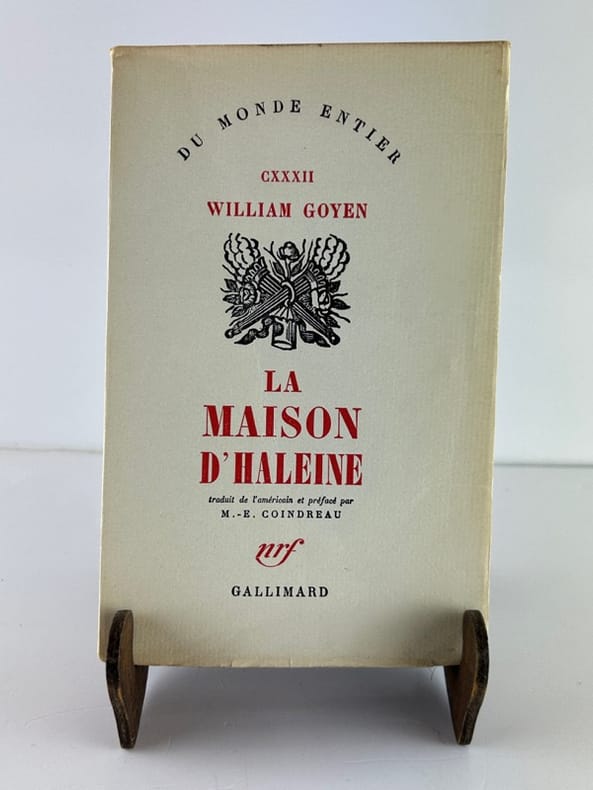 DU MONDE ENTIER
CXXXII
WILLIAM GOYEN
LA
MAISON
D'HALEINE
traduit de l'américain et préfacé par
M.-E. COINDREAU
nrf
GALLIMARD